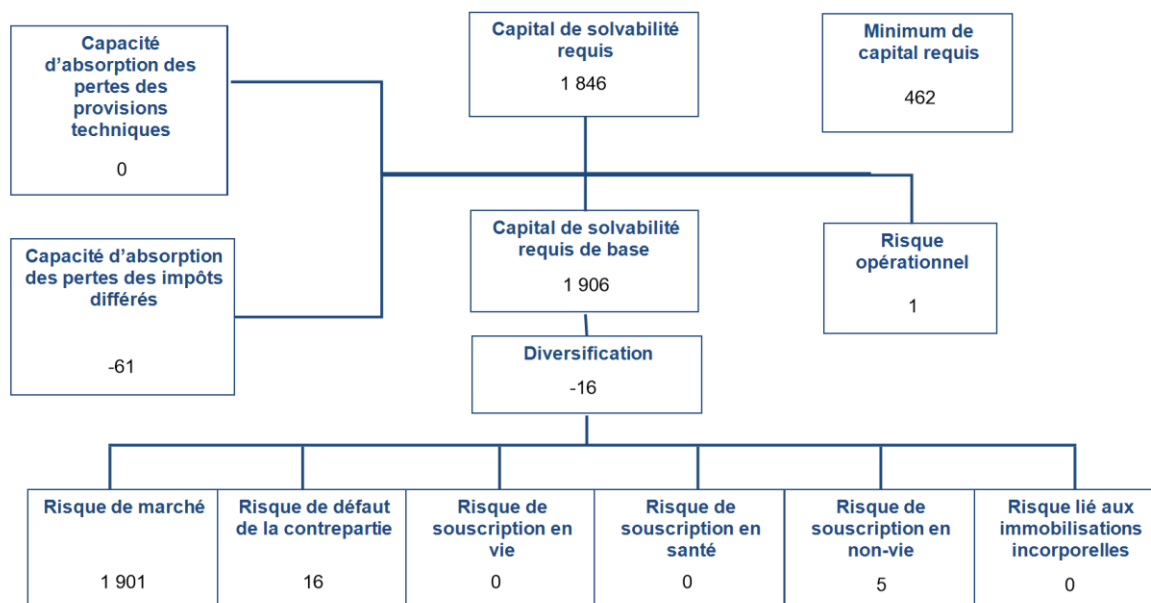 Capacité
d’absorption des
pertes des
provisions
techniques
0
Capital de solvabilité
requis
1 846
Minimum de
capital requis
462
Capacité d’absorption
des pertes des impôts
différés
-61
Capital de solvabilité
requis de base
1 906
Risque
opérationnel
1
Diversification
-16
Risque de marché
1 901
Risque de défaut
de la contrepartie
16
Risque de
souscription en
vie
0
Risque de
souscription en
santé
0
Risque de
souscription en
non-vie
5
Risque lié aux
immobilisations
incorporelles
0